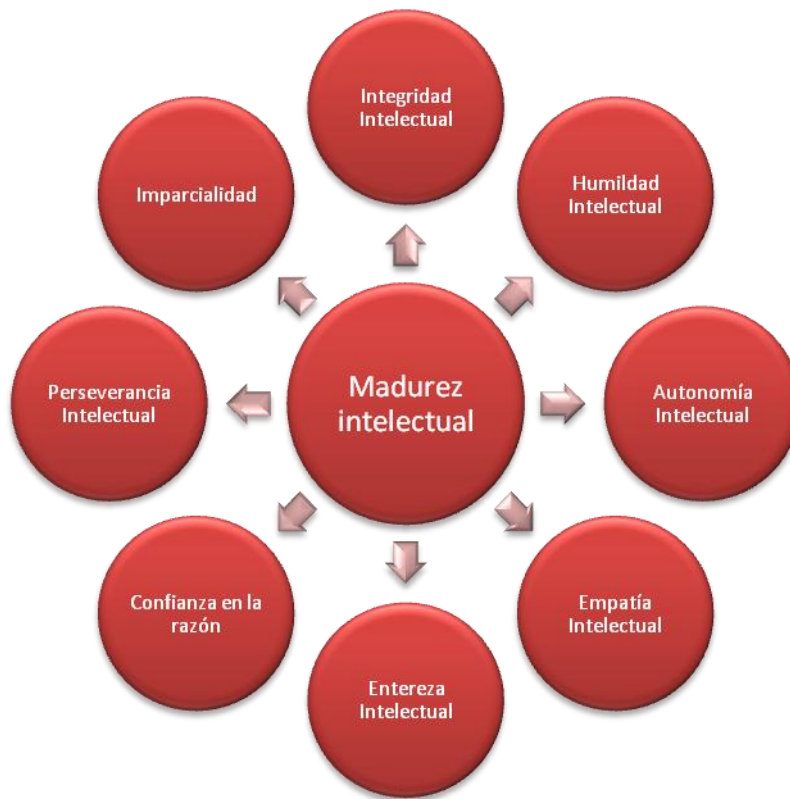 Integridad
Intelectual
Humildad
Intelectual
Autonomía
Intelectual
Empatía
Intelectual
Entereza
Intelectual
Confianza en la
razón
Perseverancia
Intelectual
Imparcialidad
Madurez
intelectual